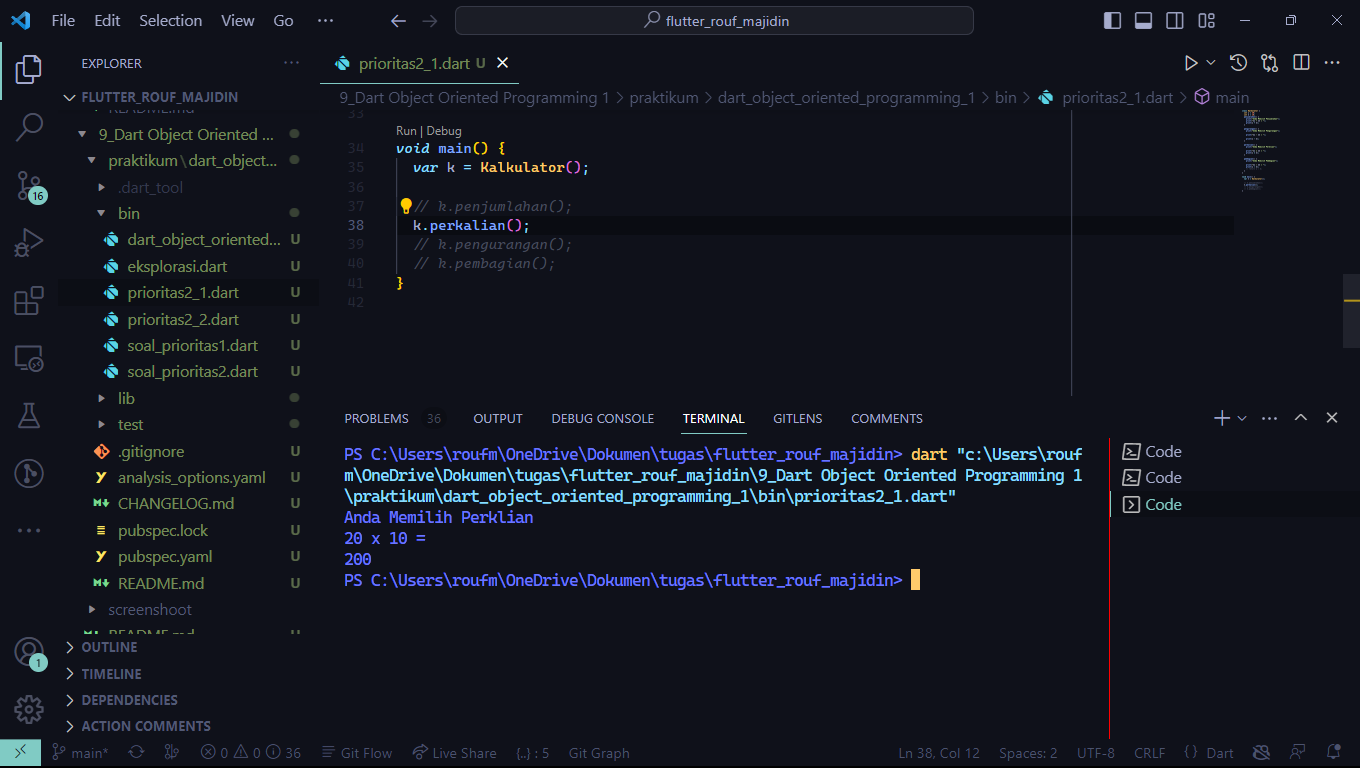 File Edit Selection View Go ··· flutter_rouf_majidin
EXPLORER ···
FLUTTER_ROUF_MAJIDIN
README.md
9_Dart Object Oriented ...
praktikum\dart_object...
.dart_tool
bin
dart_object_oriented... U
eksplorasi.dart U
prioritas2_1.dart U
prioritas2_2.dart U
soal_prioritas1.dart U
soal_prioritas2.dart U
lib
test
.gitignore U
analysis_options.yaml U
CHANGELOG.md U
pubspec.lock U
pubspec.yaml U
README.md U
screenshoot
README.md U
OUTLINE
TIMELINE
DEPENDENCIES
ACTION COMMENTS
16
1
prioritas2_1.dart U
9_Dart Object Oriented Programming 1 > praktikum > dart_object_oriented_programming_1 > bin > prioritas2_1.dart > main
33
Run | Debug
34 void main() {
35 var k = Kalkulator();
36
37 // k.penjumlahan();
38 k.perkalian();
39 // k.pengurangan();
40 // k.pembagian();
41 }
42
PROBLEMS 36 OUTPUT DEBUG CONSOLE TERMINAL GITLENS COMMENTS
PS C:\Users\roufm\OneDrive\Dokumen\tugas\flutter_rouf_majidin> dart "c:\Users\rouf
m\OneDrive\Dokumen\tugas\flutter_rouf_majidin\9_Dart Object Oriented Programming 1
\praktikum\dart_object_oriented_programming_1\bin\prioritas2_1.dart"
Anda Memilih Perklian
20 x 10 =
200
PS C:\Users\roufm\OneDrive\Dokumen\tugas\flutter_rouf_majidin>
Code
Code
Code
main* 0 0 36 Git Flow Live Share {..} : 5 Git Graph Ln 38, Col 12 Spaces: 2 UTF-8 CRLF {} Dart